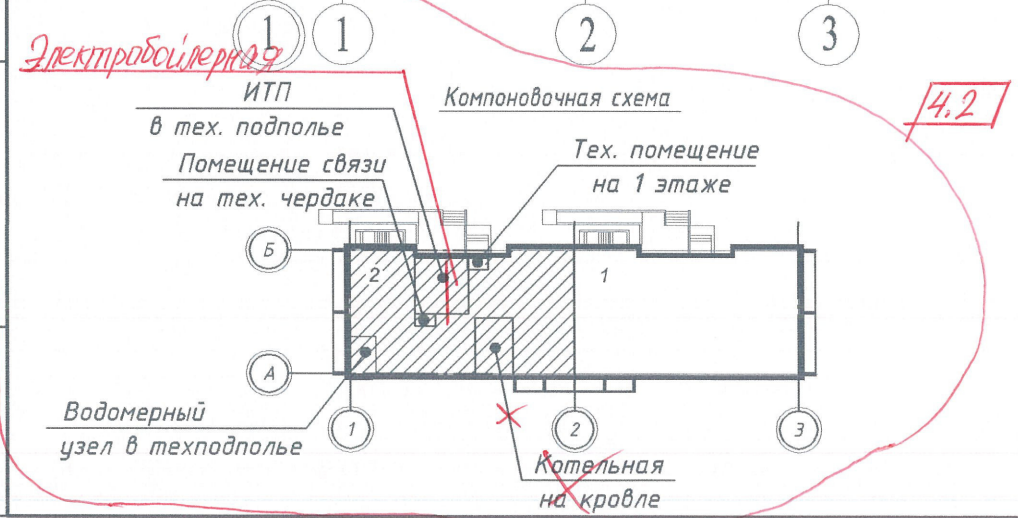 1 1 2 3
Электробойлерная
ИТП
в тех. подполье
Компоновочная схема
4.2
Помещение связи
на тех. чердаке
Тех. помещение
на 1 этаже
Б
2
1
А
1
2
3
Водомерный
узел в техподполье
Котельная
на кровле